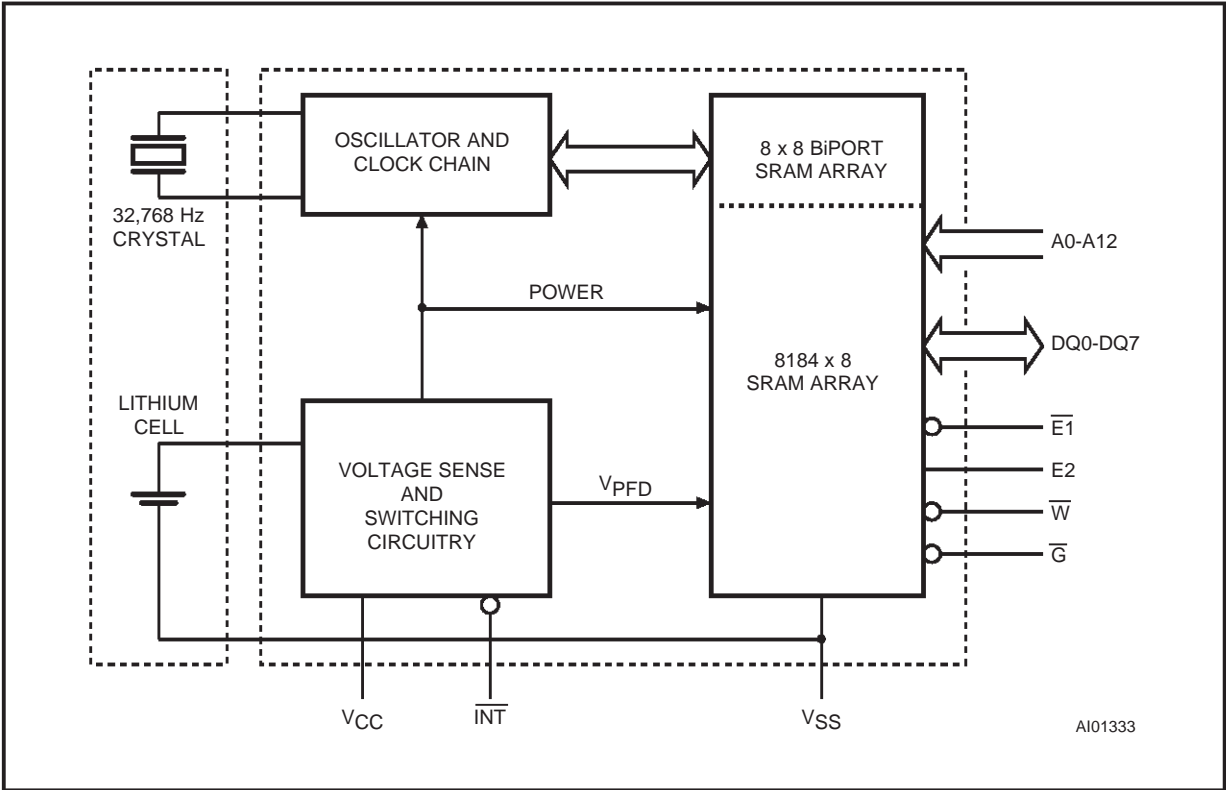 OSCILLATOR AND
CLOCK CHAIN
8 x 8 BiPORT
SRAM ARRAY
32,768 Hz
CRYSTAL
A0-A12
POWER
DQ0-DQ7
8184 x 8
SRAM ARRAY
LITHIUM
CELL
E1
VOLTAGE SENSE
AND
SWITCHING
CIRCUITRY
VPFD
E2
W
G
VCC
INT
VSS
AI01333